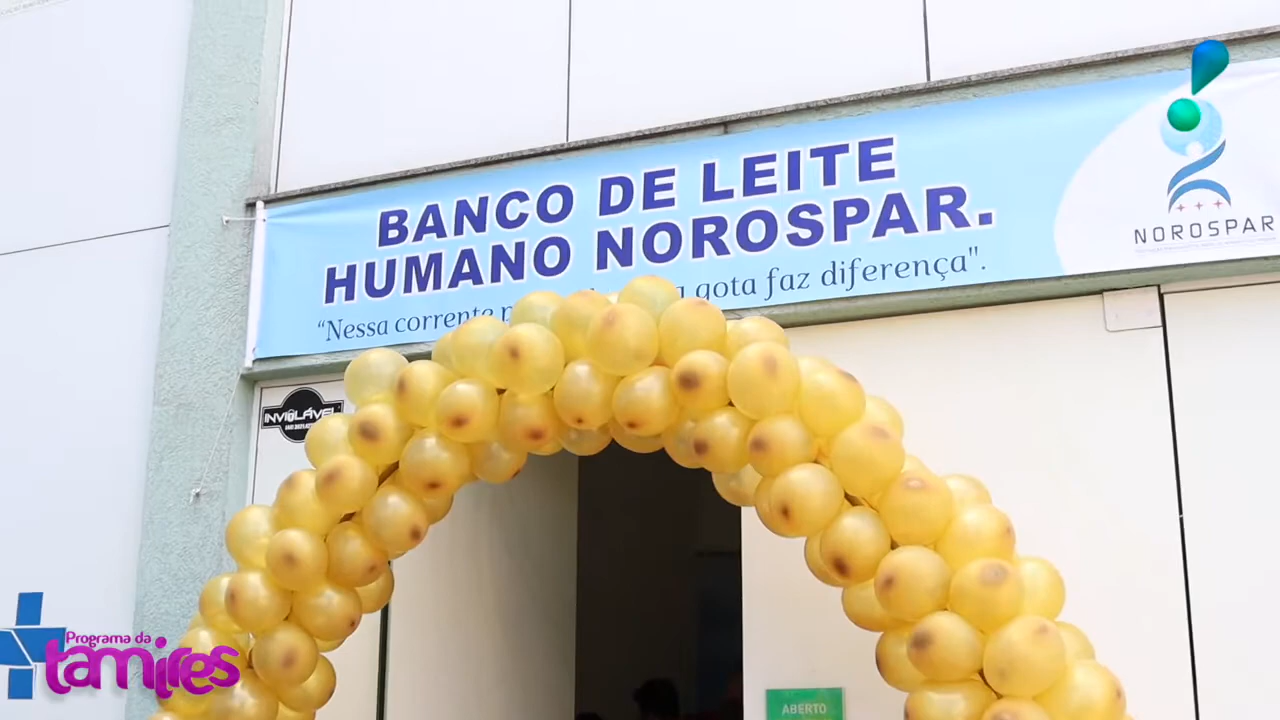 BANCO DE LEITE
HUMANO NOROSPAR.
"Nessa corrente gota faz diferença".
NOROSPAR
INVIOLÁVEL
Programa da
tamires
ABERTO